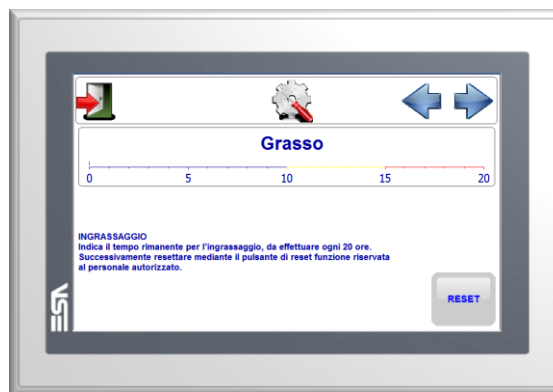 Grasso
0 5 10 15 20
INGRASSAGGIO
Indica il tempo rimanente per l'ingrassaggio, da effettuare ogni 20 ore.
Successivamente resettare mediante il pulsante di reset funzione riservata
al personale autorizzato.
RESET
ESA